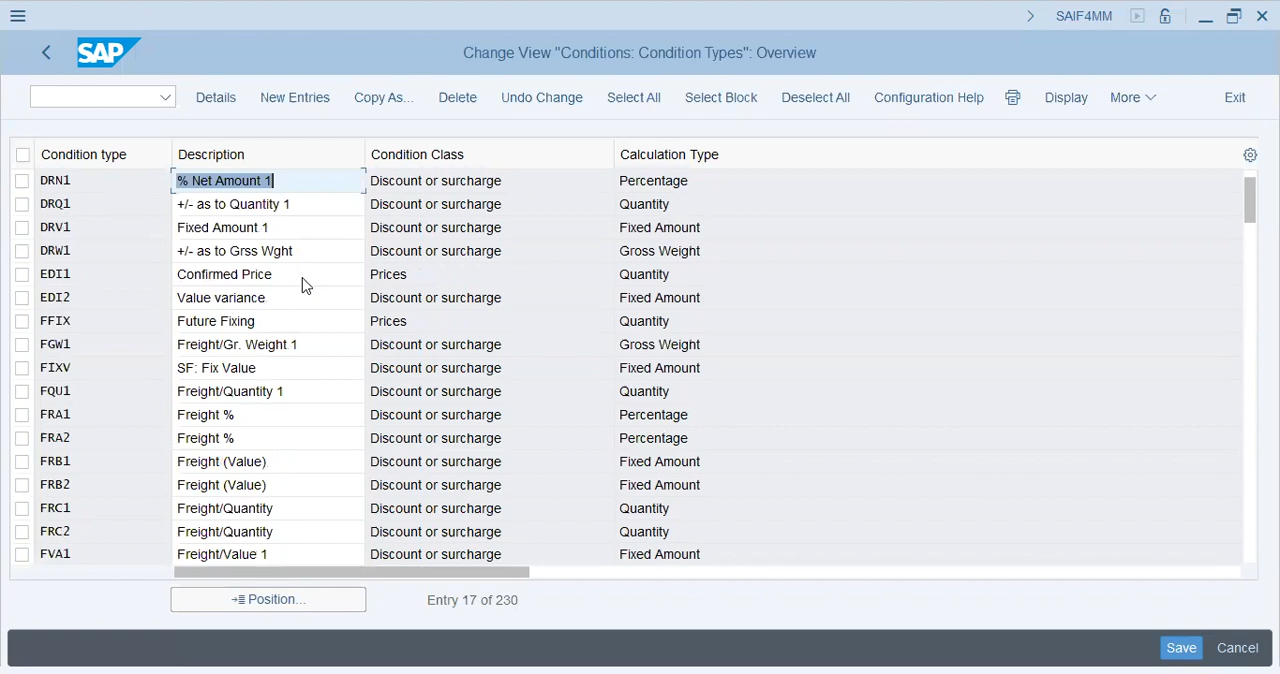 SAIF4MM
SAP Change View "Conditions: Condition Types": Overview
Details New Entries Copy As... Delete Undo Change Select All Select Block Deselect All Configuration Help Display More Exit
Condition type Description Condition Class Calculation Type
DRN1 % Net Amount 1 Discount or surcharge Percentage
DRQ1 +/- as to Quantity 1 Discount or surcharge Quantity
DRV1 Fixed Amount 1 Discount or surcharge Fixed Amount
DRW1 +/- as to Grss Wght Discount or surcharge Gross Weight
EDI1 Confirmed Price Prices Quantity
EDI2 Value variance Discount or surcharge Fixed Amount
FFIX Future Fixing Prices Quantity
FGW1 Freight/Gr. Weight 1 Discount or surcharge Gross Weight
FIXV SF: Fix Value Discount or surcharge Fixed Amount
FQU1 Freight/Quantity 1 Discount or surcharge Quantity
FRA1 Freight % Discount or surcharge Percentage
FRA2 Freight % Discount or surcharge Percentage
FRB1 Freight (Value) Discount or surcharge Fixed Amount
FRB2 Freight (Value) Discount or surcharge Fixed Amount
FRC1 Freight/Quantity Discount or surcharge Quantity
FRC2 Freight/Quantity Discount or surcharge Quantity
FVA1 Freight/Value 1 Discount or surcharge Fixed Amount
Position... Entry 17 of 230
Save Cancel